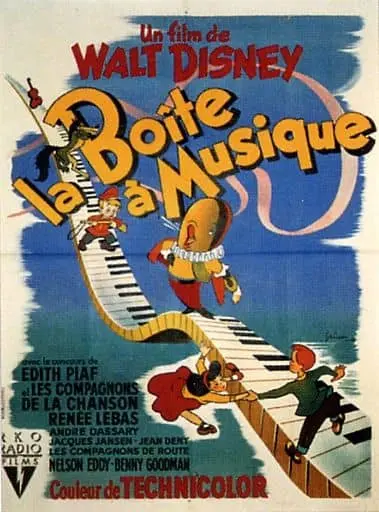 Un film de
WALT DISNEY
la Boîte
à Musique
avec le concours de
EDITH PIAF
et LES COMPAGNONS
DE LA CHANSON
RENÉE LEBAS
ANDRE DASSARY
JACQUES JANSEN - JEAN DENY
LES COMPAGNONS DE ROUTE
NELSON EDDY - BENNY GOODMAN
Couleur de TECHNICOLOR
RKO
RADIO
FILMS